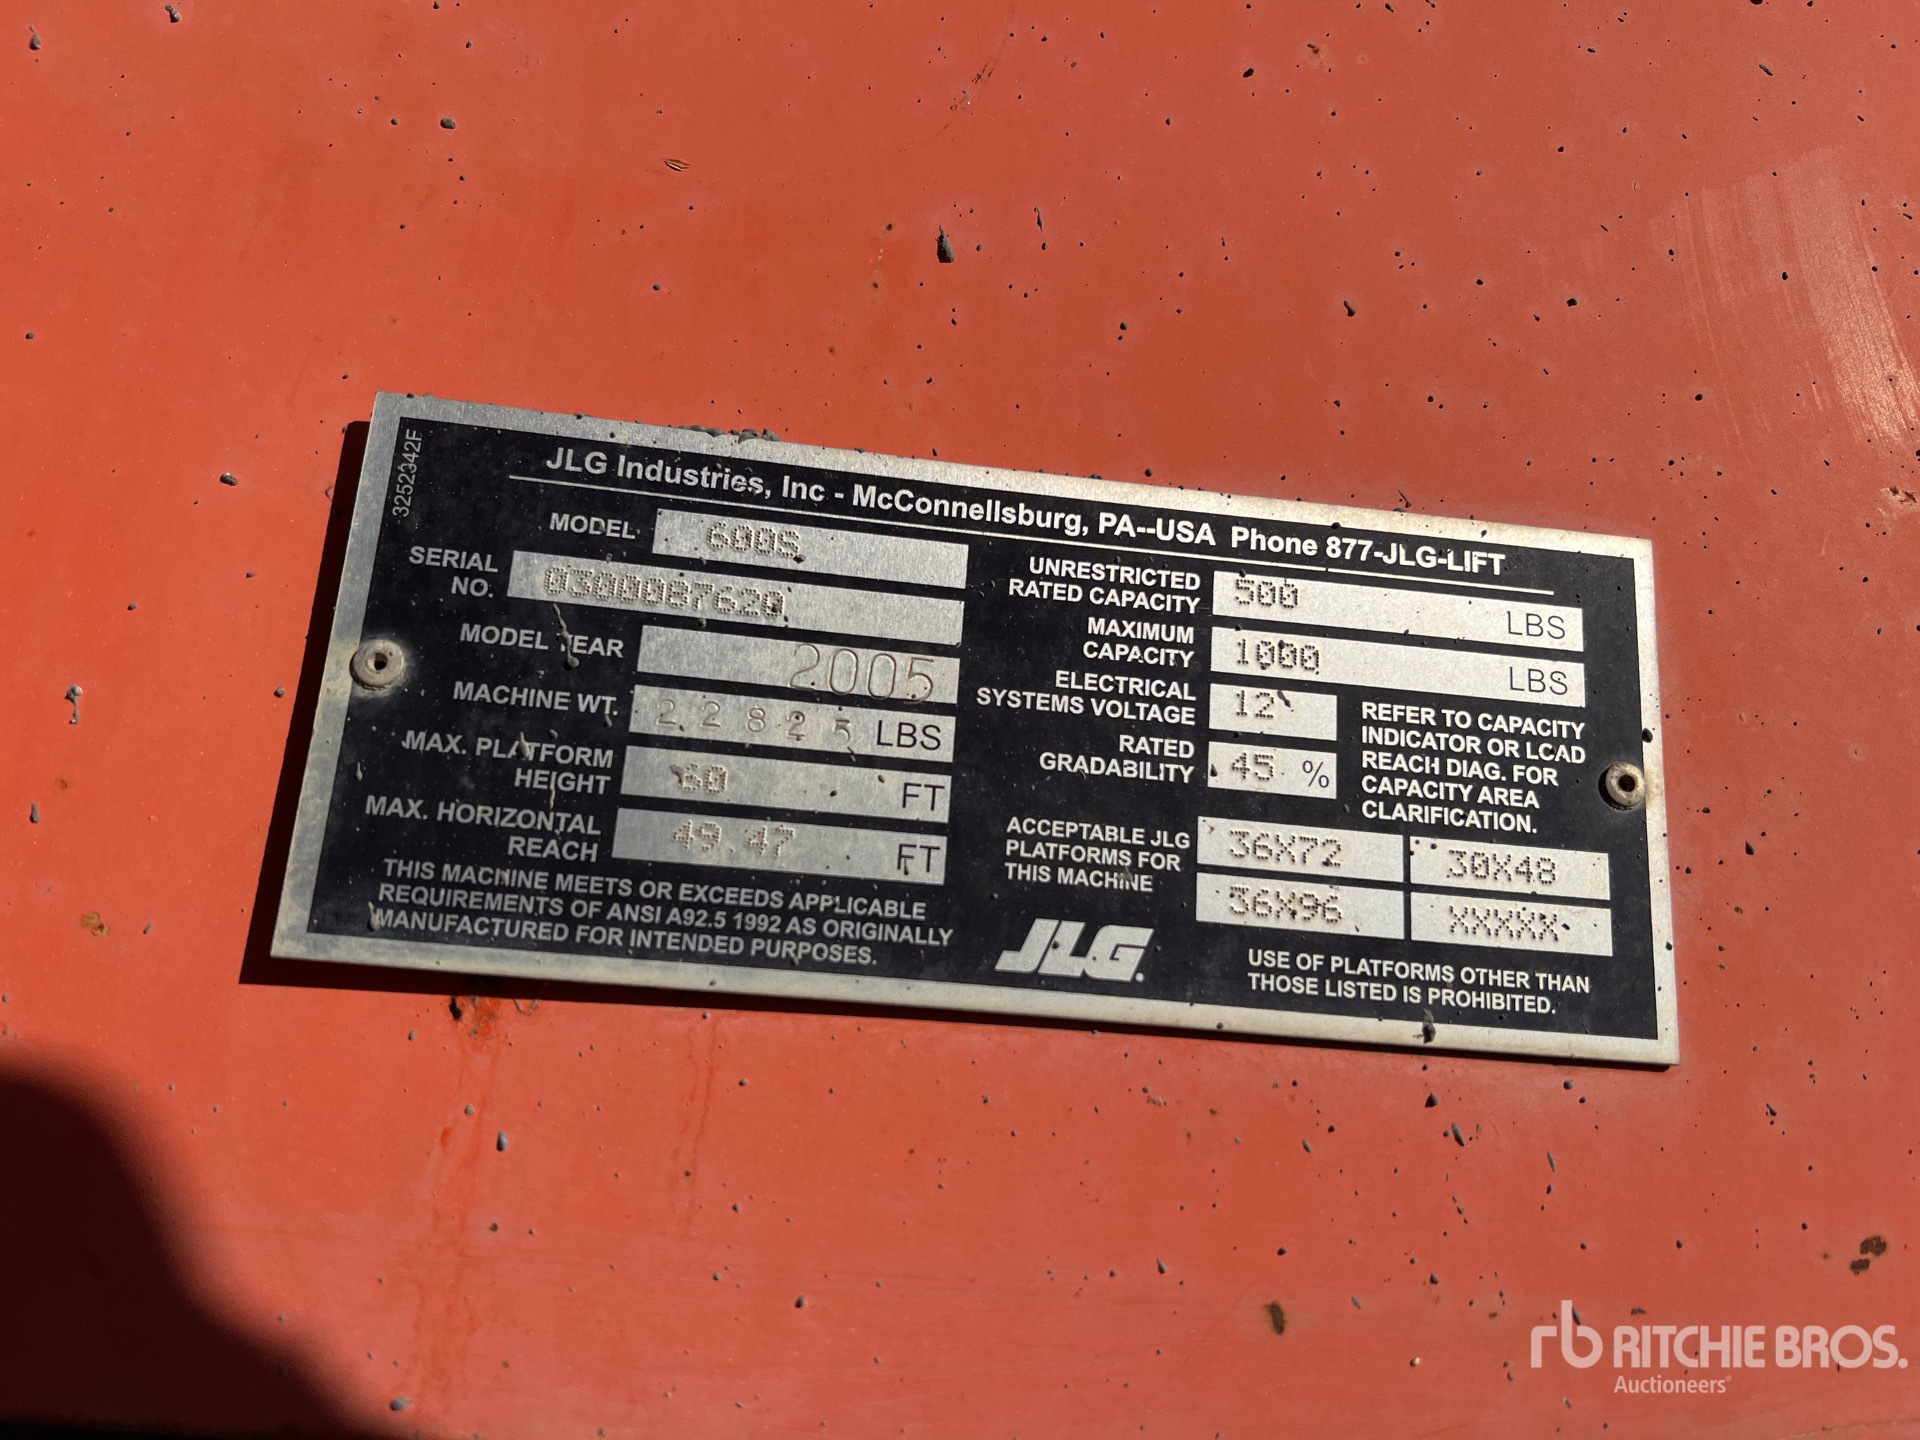 3252342F
JLG Industries, Inc - McConnellsburg, PA--USA Phone 877-JLG-LIFT
MODEL 600S
SERIAL
NO. 0300087620
MODEL YEAR 2005
MACHINE WT. 22825 LBS
MAX. PLATFORM
HEIGHT 60 FT
MAX. HORIZONTAL
REACH 49.47 FT
THIS MACHINE MEETS OR EXCEEDS APPLICABLE
REQUIREMENTS OF ANSI A92.5 1992 AS ORIGINALLY
MANUFACTURED FOR INTENDED PURPOSES.
UNRESTRICTED
RATED CAPACITY 500 LBS
MAXIMUM
CAPACITY 1000 LBS
ELECTRICAL
SYSTEMS VOLTAGE 12
RATED
GRADABILITY 45 %
REFER TO CAPACITY
INDICATOR OR LOAD
REACH DIAG. FOR
CAPACITY AREA
CLARIFICATION.
ACCEPTABLE JLG
PLATFORMS FOR
THIS MACHINE
36X72 30X48
36X96 XXXXX
JLG
USE OF PLATFORMS OTHER THAN
THOSE LISTED IS PROHIBITED.
rb RITCHIE BROS.
Auctioneers